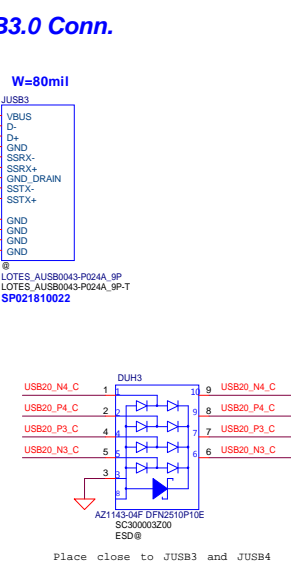 B3.0 Conn.
W=80mil
JUSB3
VBUS
D-
D+
GND
SSRX-
SSRX+
GND_DRAIN
SSTX-
SSTX+
GND
GND
GND
GND
@
LOTES_AUSB0043-P024A_9P
LOTES_AUSB0043-P024A_9P-T
SP021810022
DUH3
USB20_N4_C 1 1 10 9 USB20_N4_C
USB20_P4_C 2 2 9 8 USB20_P4_C
USB20_P3_C 4 4 7 7 USB20_P3_C
USB20_N3_C 5 5 6 6 USB20_N3_C
3 3
8
AZ1143-04F DFN2510P10E
SC300003Z00
ESD@
Place close to JUSB3 and JUSB4